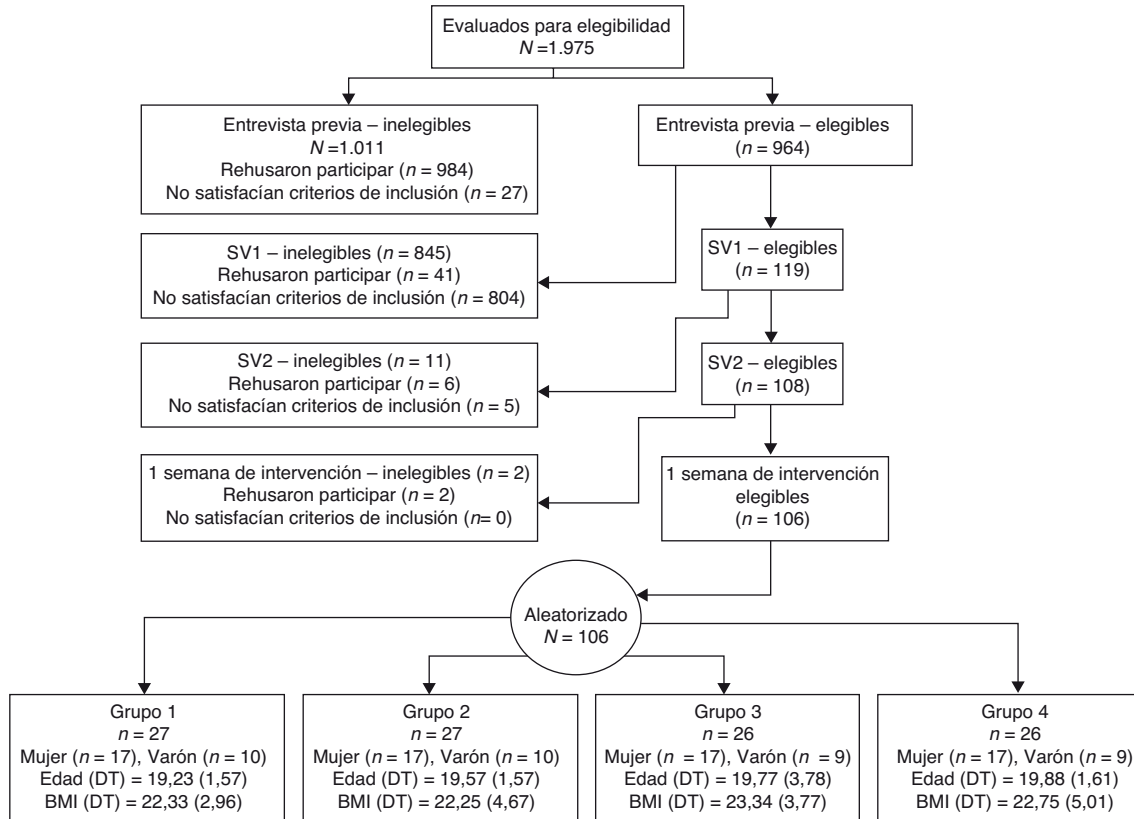 Evaluados para elegibilidad
N =1.975
Entrevista previa – inelegibles
N =1.011
Rehusaron participar (n = 984)
No satisfacían criterios de inclusión (n = 27)
Entrevista previa – elegibles
(n = 964)
SV1 – inelegibles (n = 845)
Rehusaron participar (n = 41)
No satisfacían criterios de inclusión (n = 804)
SV1 – elegibles
(n = 119)
SV2 – inelegibles (n = 11)
Rehusaron participar (n = 6)
No satisfacían criterios de inclusión (n = 5)
SV2 – elegibles
(n = 108)
1 semana de intervención – inelegibles (n = 2)
Rehusaron participar (n = 2)
No satisfacían criterios de inclusión (n= 0)
1 semana de intervención
elegibles
(n = 106)
Aleatorizado
N = 106
Grupo 1
n = 27
Mujer (n = 17), Varón (n = 10)
Edad (DT) = 19,23 (1,57)
BMI (DT) = 22,33 (2,96)
Grupo 2
n = 27
Mujer (n = 17), Varón (n = 10)
Edad (DT) = 19,57 (1,57)
BMI (DT) = 22,25 (4,67)
Grupo 3
n = 26
Mujer (n = 17), Varón (n = 9)
Edad (DT) = 19,77 (3,78)
BMI (DT) = 23,34 (3,77)
Grupo 4
n = 26
Mujer (n = 17), Varón (n = 9)
Edad (DT) = 19,88 (1,61)
BMI (DT) = 22,75 (5,01)